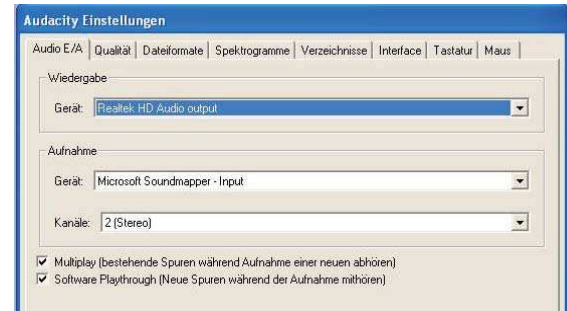 Audacity Einstellungen
Audio E/A Qualität Dateiformate Spektrogramme Verzeichnisse Interface Tastatur Maus
Wiedergabe
Gerät: Realtek HD Audio output
Aufnahme
Gerät: Microsoft Soundmapper - Input
Kanäle: 2 (Stereo)
Multiplay (bestehende Spuren während Aufnahme einer neuen abhören)
Software Playthrough (Neue Spuren während der Aufnahme mithören)